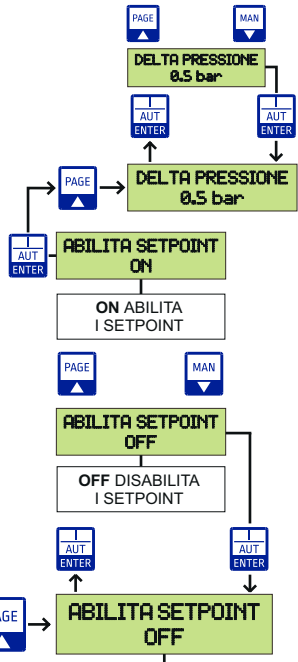 PAGE
MAN
DELTA PRESSIONE
0.5 bar
I
AUT
ENTER
I
AUT
ENTER
PAGE
DELTA PRESSIONE
0.5 bar
I
AUT
ENTER
ABILITA SETPOINT
ON
ON ABILITA
I SETPOINT
PAGE
MAN
ABILITA SETPOINT
OFF
OFF DISABILITA
I SETPOINT
I
AUT
ENTER
I
AUT
ENTER
AGE
ABILITA SETPOINT
OFF